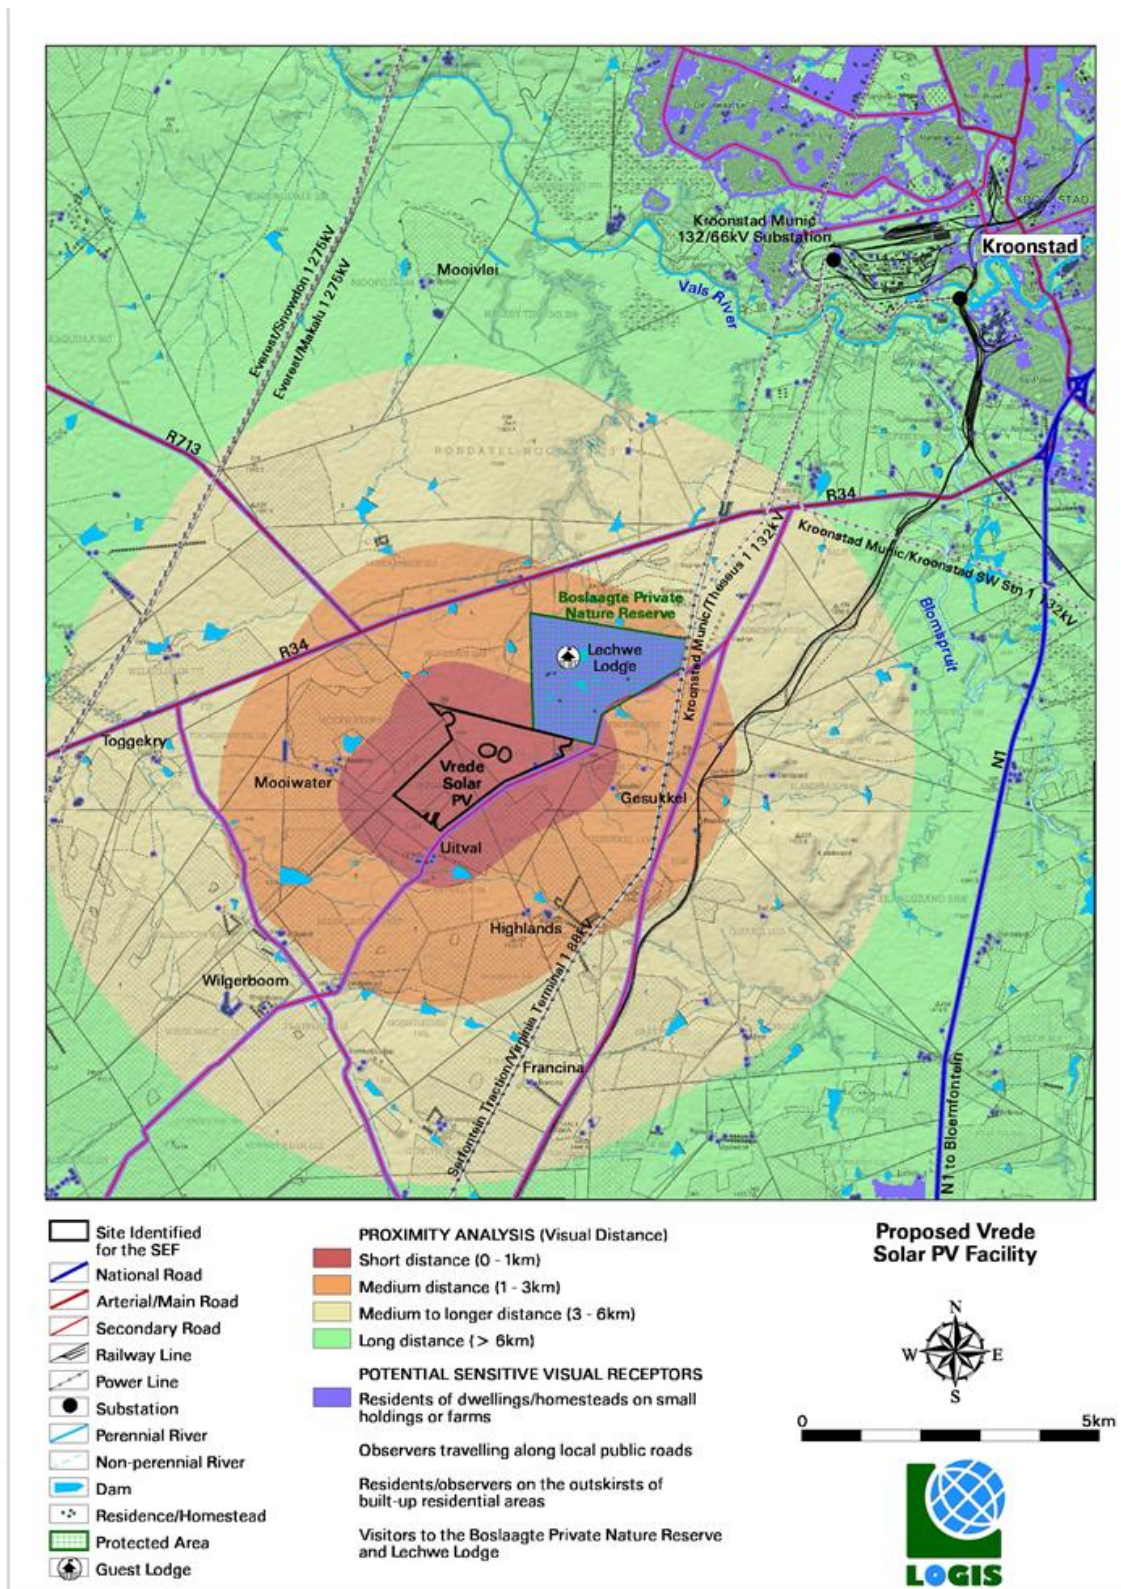 Kroonstad Munic
132/66kV Substation
Kroonstad
Vals River
Mooivlei
Everest/Snowdon 1 275kV
Everest/Makalu 1 275kV
R713
R34
Kroonstad Munic/Kroonstad SW Stn 1 132kV
Kroonstad Munic/Theseus 1 132kV
Blomspruit
Boslaagte Private
Nature Reserve
Lechwe
Lodge
R34
Toggekry
Mooiwater
Vrede
Solar
PV
Gesukkel
N1
Uitval
Highlands
Wilgerboom
Serfontein Traction/Virginia Terminal 1 88kV
Francina
N1 to Bloemfontein
Site Identified
for the SEF
National Road
Arterial/Main Road
Secondary Road
Railway Line
Power Line
Substation
Perennial River
Non-perennial River
Dam
Residence/Homestead
Protected Area
Guest Lodge
PROXIMITY ANALYSIS (Visual Distance)
Short distance (0 - 1km)
Medium distance (1 - 3km)
Medium to longer distance (3 - 6km)
Long distance (> 6km)
POTENTIAL SENSITIVE VISUAL RECEPTORS
Residents of dwellings/homesteads on small
holdings or farms
Observers travelling along local public roads
Residents/observers on the outskirsts of
built-up residential areas
Visitors to the Boslaagte Private Nature Reserve
and Lechwe Lodge
Proposed Vrede
Solar PV Facility
N
W E
S
0 5km
LOGIS